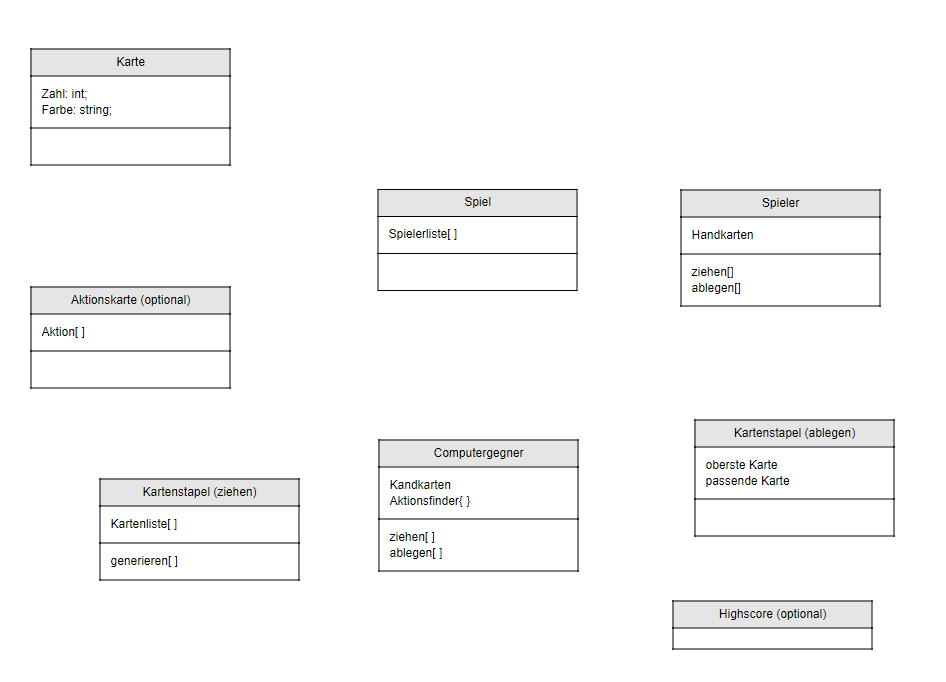 Karte
Zahl: int;
Farbe: string;
Spiel
Spielerliste[ ]
Spieler
Handkarten
ziehen[]
ablegen[]
Aktionskarte (optional)
Aktion[ ]
Kartenstapel (ziehen)
Kartenliste[ ]
generieren[ ]
Computergegner
Kandkarten
Aktionsfinder{ }
ziehen[ ]
ablegen[ ]
Kartenstapel (ablegen)
oberste Karte
passende Karte
Highscore (optional)